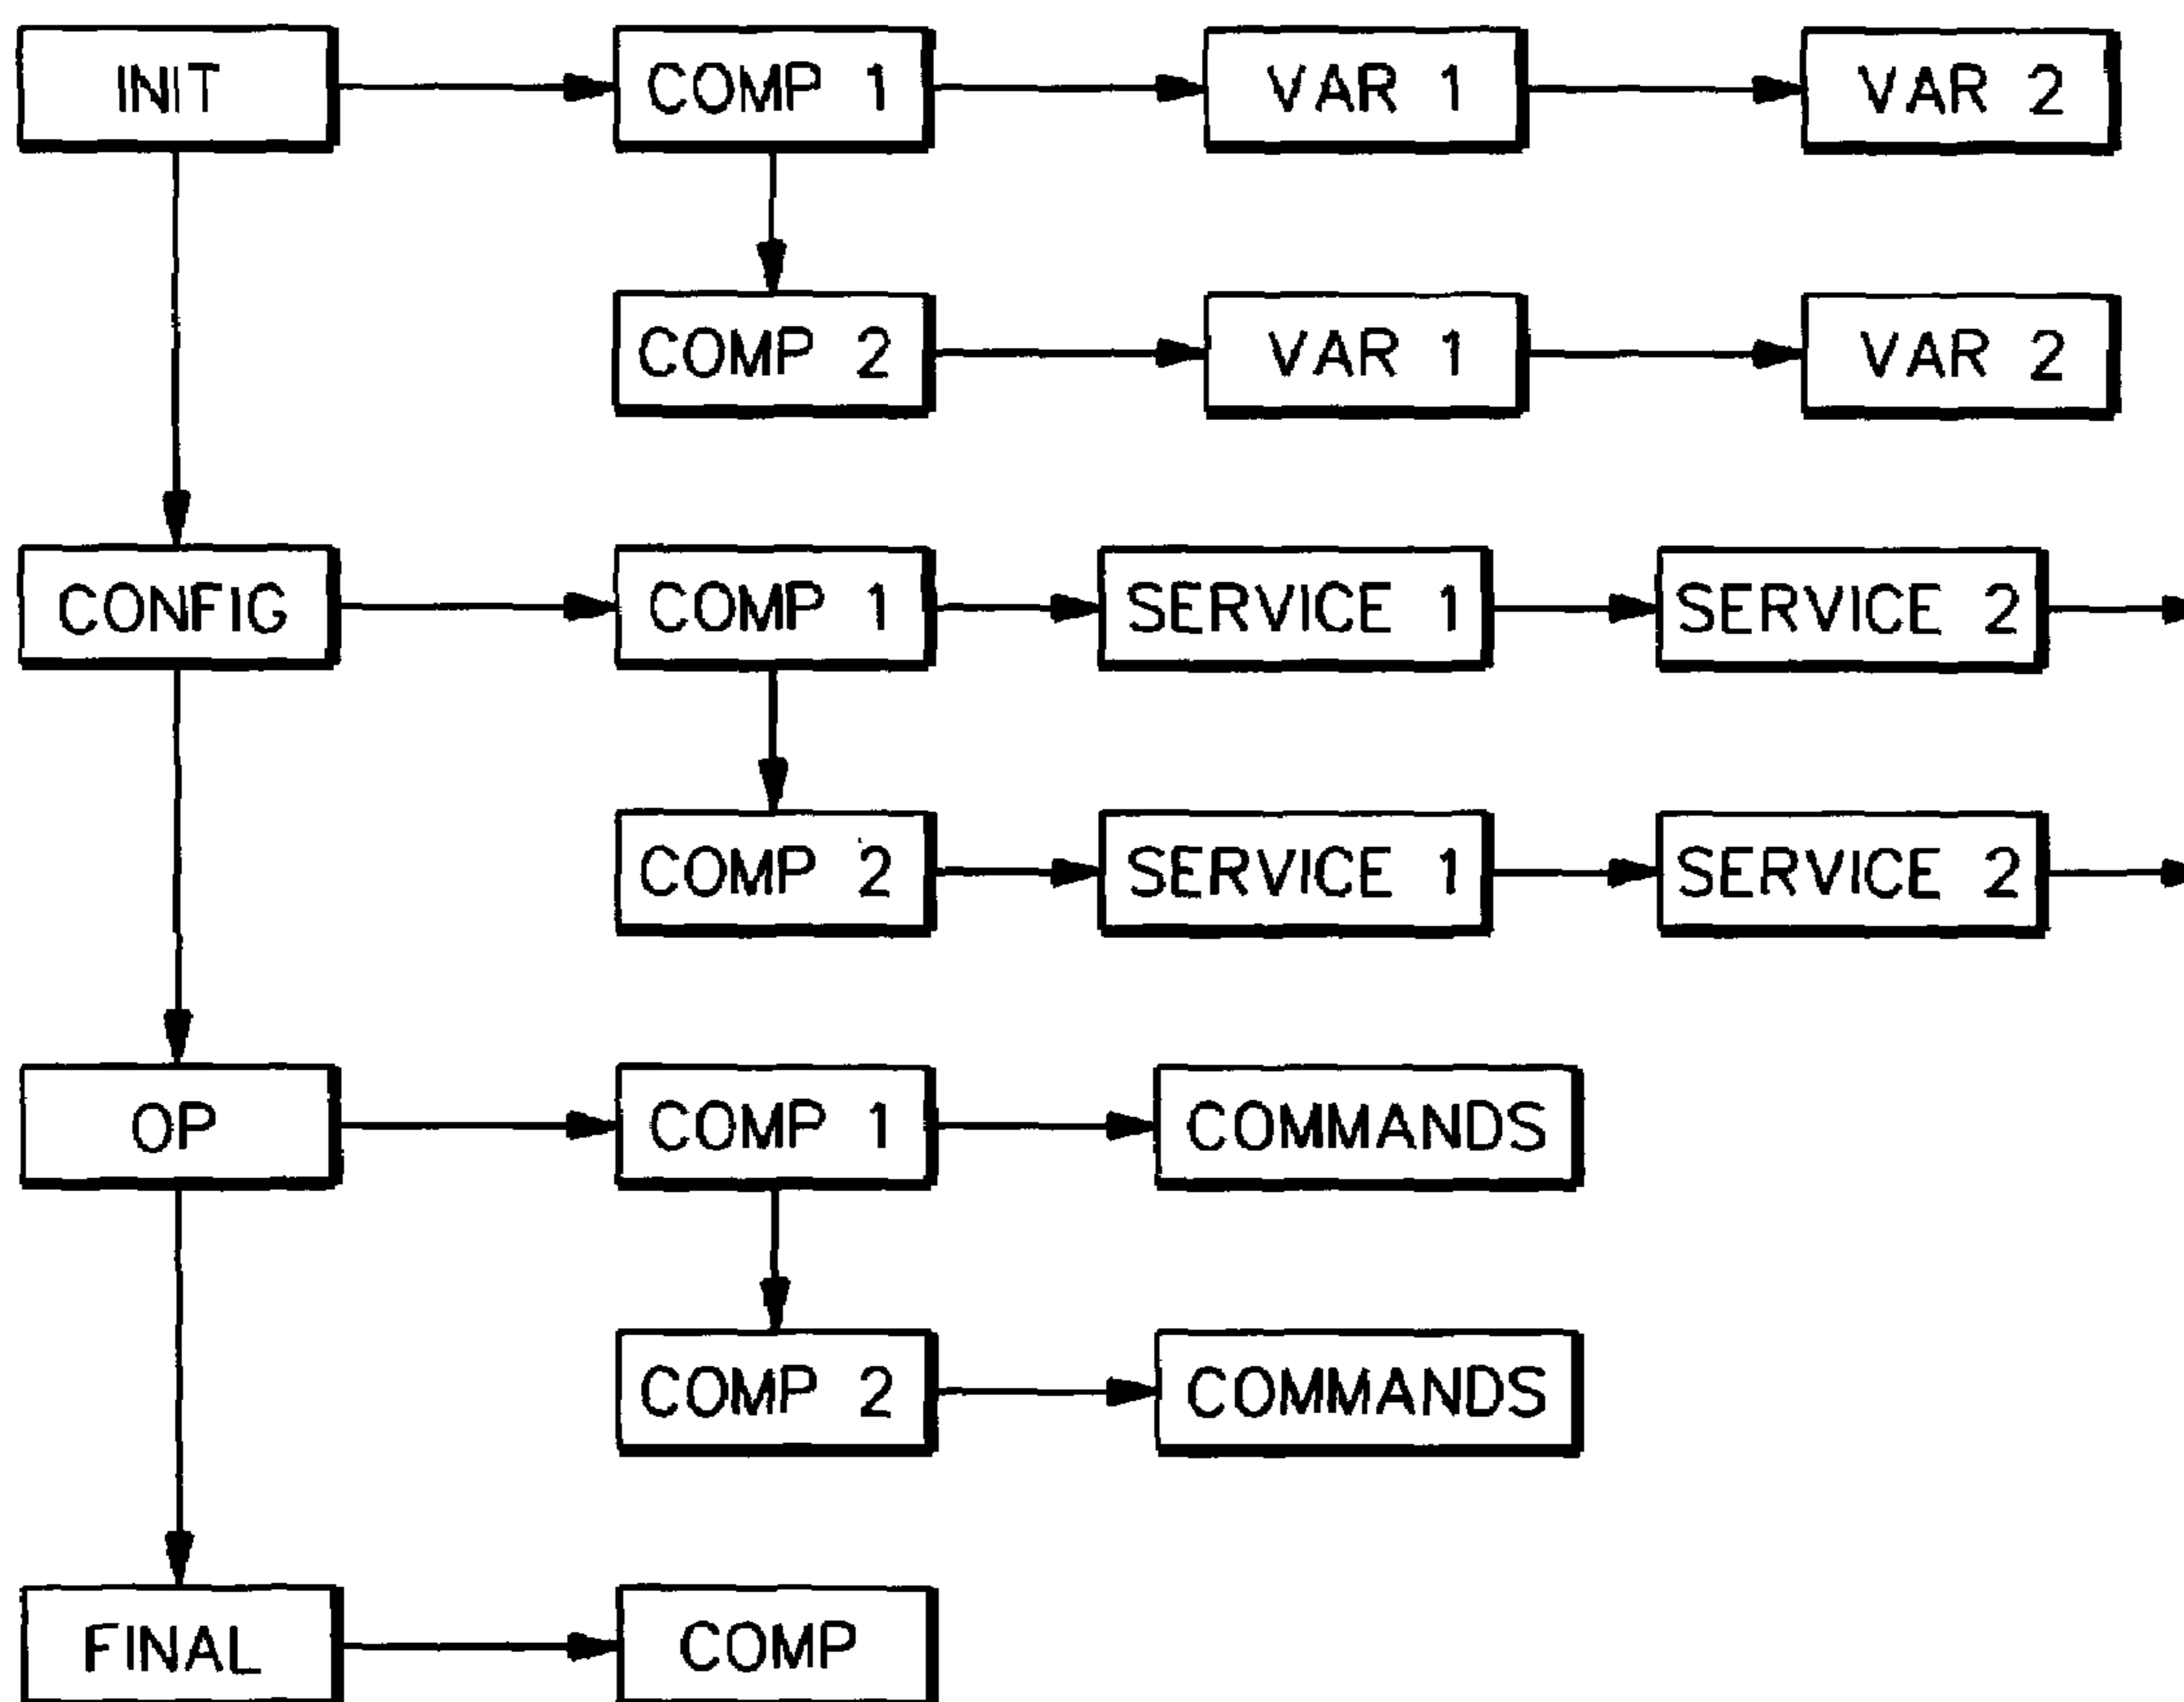 INIT COMP 1 VAR 1 VAR 2
COMP 2 VAR 1 VAR 2
CONFIG COMP 1 SERVICE 1 SERVICE 2
COMP 2 SERVICE 1 SERVICE 2
OP COMP 1 COMMANDS
COMP 2 COMMANDS
FINAL COMP